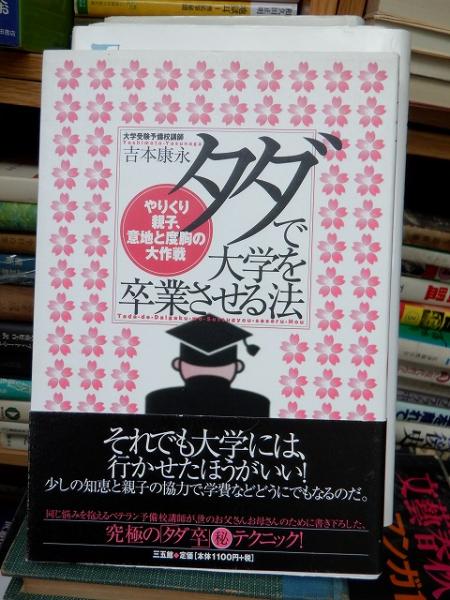 大学受験予備校講師
Yoshimoto-Yasunaga
吉本康永
タダで
大学を
卒業させる法
Tada-de-Daigaku-wo-Sotsugyou-saseru-Hou
やりくり
親子、
意地と度胸の
大作戦
それでも大学には、
行かせたほうがいい!
少しの知恵と親子の協力で学費などどうにでもなるのだ。
同じ悩みを抱えるベテラン予備校講師が、世のお父さんお母さんのために書き下ろした、
究極の「タダ卒」㊙テクニック!
三五館◆定価[本体1100円+税]
文藝春秋
マンガ